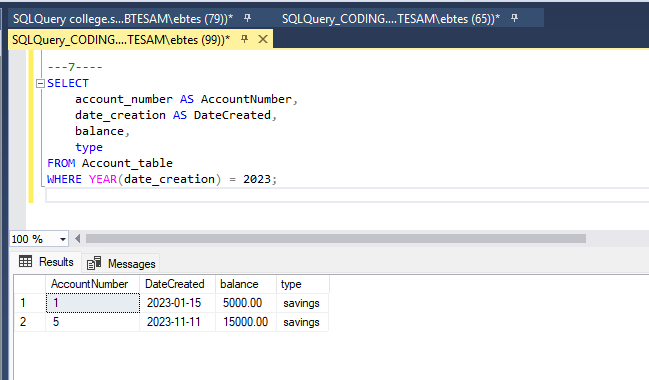 SQLQuery college.s...BTESAM\ebtes (79))*
SQLQuery_CODING....TESAM\ebtes (65))*
SQLQuery_CODING....TESAM\ebtes (99))*
---7----
SELECT
account_number AS AccountNumber,
date_creation AS DateCreated,
balance,
type
FROM Account_table
WHERE YEAR(date_creation) = 2023;
100 %
Results Messages
AccountNumber DateCreated balance type
1 1 2023-01-15 5000.00 savings
2 5 2023-11-11 15000.00 savings